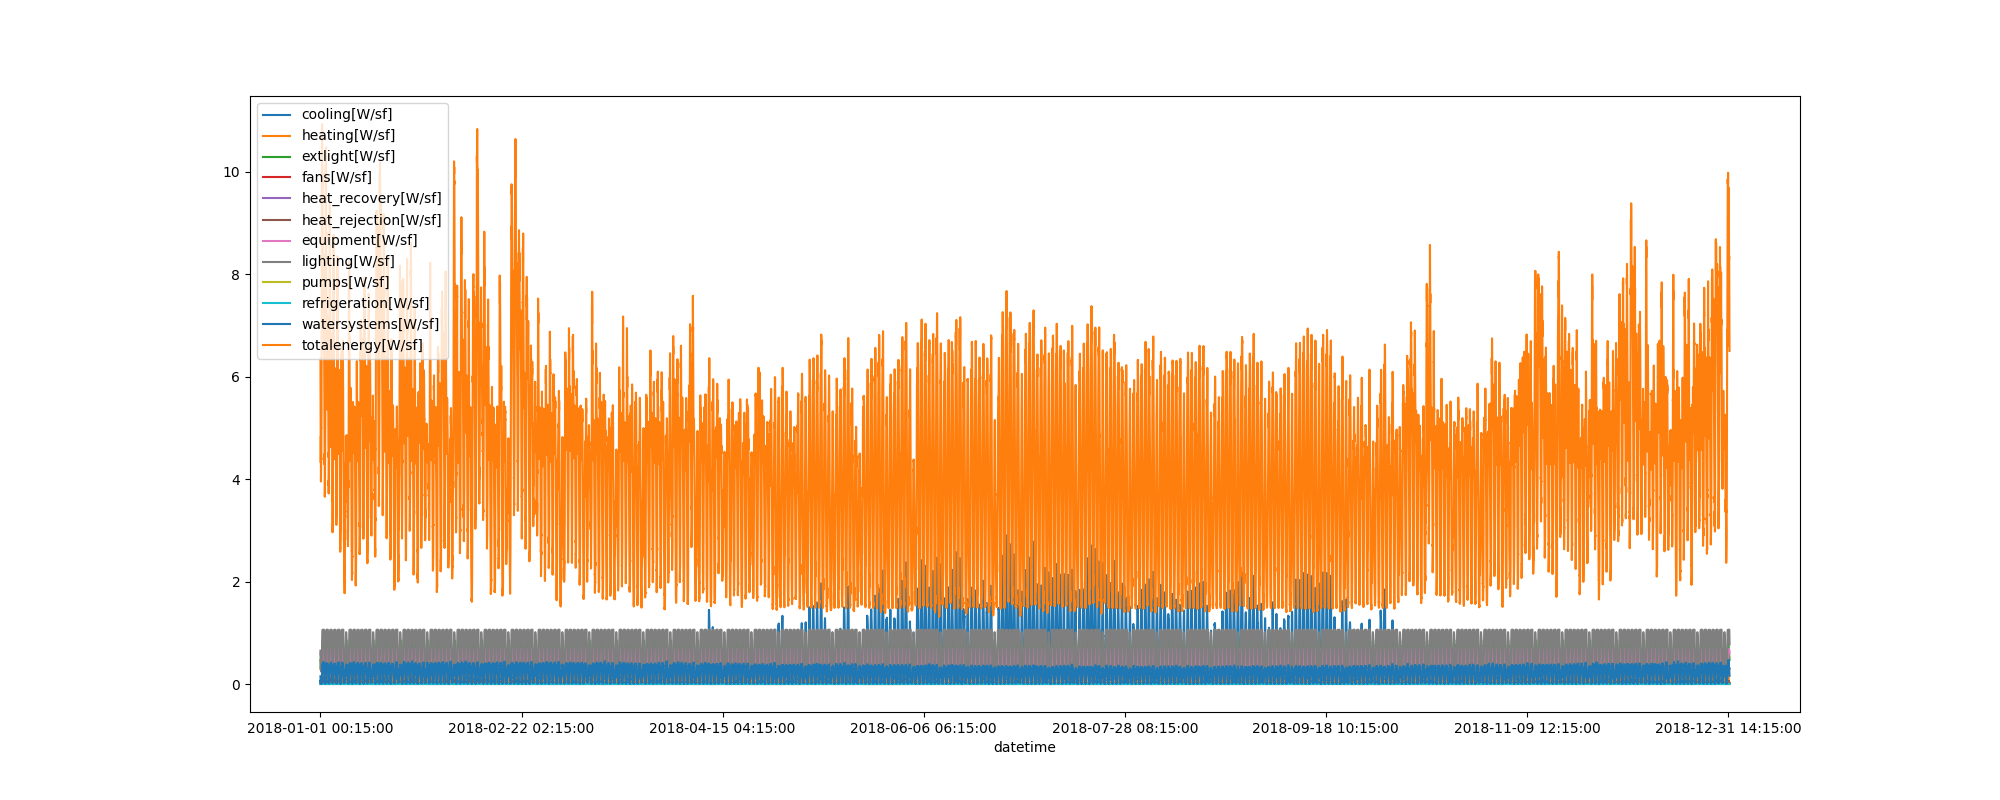 cooling[W/sf]
heating[W/sf]
extlight[W/sf]
fans[W/sf]
heat_recovery[W/sf]
heat_rejection[W/sf]
equipment[W/sf]
lighting[W/sf]
pumps[W/sf]
refrigeration[W/sf]
watersystems[W/sf]
totalenergy[W/sf]
10
8
6
4
2
0
2018-01-01 00:15:00 2018-02-22 02:15:00 2018-04-15 04:15:00 2018-06-06 06:15:00 2018-07-28 08:15:00 2018-09-18 10:15:00 2018-11-09 12:15:00 2018-12-31 14:15:00
datetime